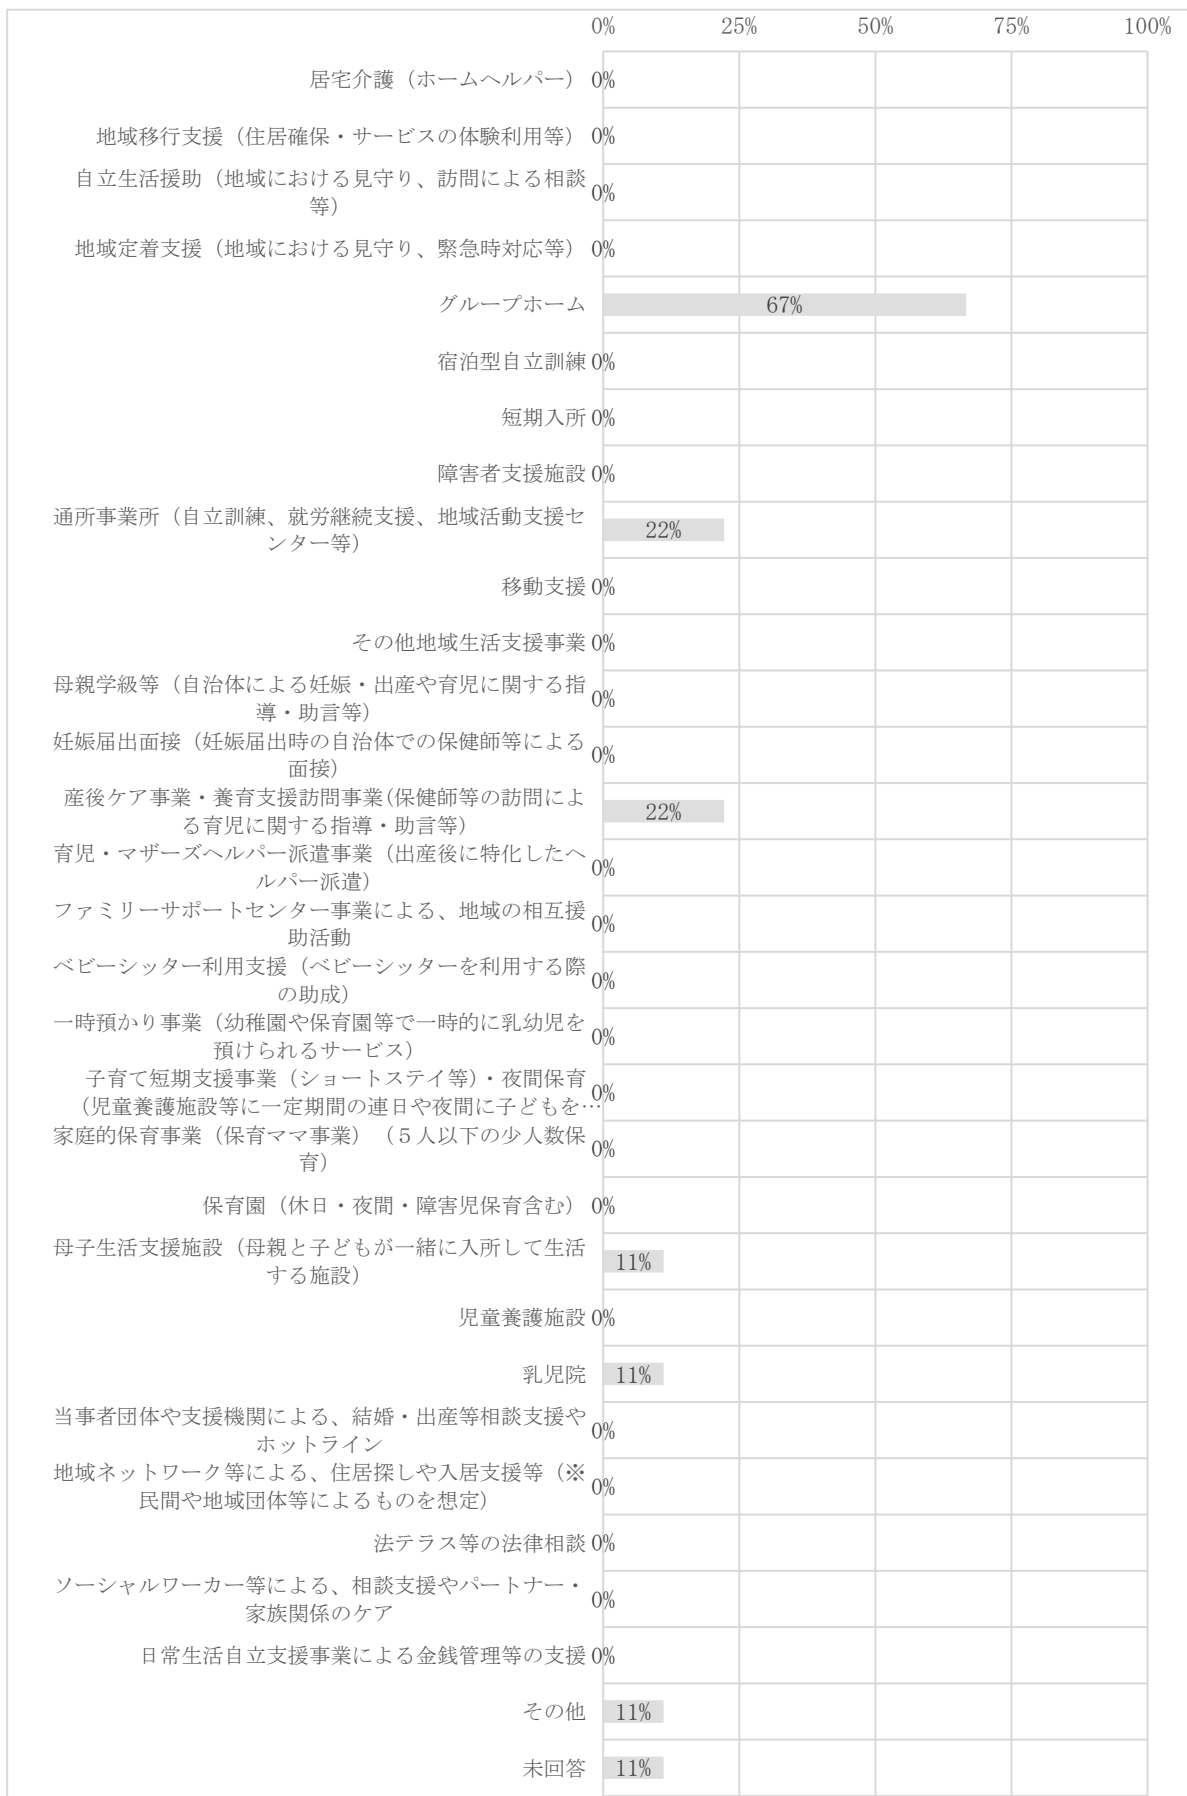 0% 25% 50% 75% 100%
居宅介護（ホームヘルパー） 0%
地域移行支援（住居確保・サービスの体験利用等） 0%
自立生活援助（地域における見守り、訪問による相談
等） 0%
地域定着支援（地域における見守り、緊急時対応等） 0%
グループホーム 67%
宿泊型自立訓練 0%
短期入所 0%
障害者支援施設 0%
通所事業所（自立訓練、就労継続支援、地域活動支援セ
ンター等） 22%
移動支援 0%
その他地域生活支援事業 0%
母親学級等（自治体による妊娠・出産や育児に関する指
導・助言等） 0%
妊娠届出面接（妊娠届出時の自治体での保健師等による
面接） 0%
産後ケア事業・養育支援訪問事業(保健師等の訪問によ
る育児に関する指導・助言等） 22%
育児・マザーズヘルパー派遣事業（出産後に特化したヘ
ルパー派遣） 0%
ファミリーサポートセンター事業による、地域の相互援
助活動 0%
ベビーシッター利用支援（ベビーシッターを利用する際
の助成） 0%
一時預かり事業（幼稚園や保育園等で一時的に乳幼児を
預けられるサービス） 0%
子育て短期支援事業（ショートステイ等）・夜間保育
（児童養護施設等に一定期間の連日や夜間に子どもを… 0%
家庭的保育事業（保育ママ事業）（５人以下の少人数保
育） 0%
保育園（休日・夜間・障害児保育含む） 0%
母子生活支援施設（母親と子どもが一緒に入所して生活
する施設） 11%
児童養護施設 0%
乳児院 11%
当事者団体や支援機関による、結婚・出産等相談支援や
ホットライン 0%
地域ネットワーク等による、住居探しや入居支援等（※
民間や地域団体等によるものを想定） 0%
法テラス等の法律相談 0%
ソーシャルワーカー等による、相談支援やパートナー・
家族関係のケア 0%
日常生活自立支援事業による金銭管理等の支援 0%
その他 11%
未回答 11%